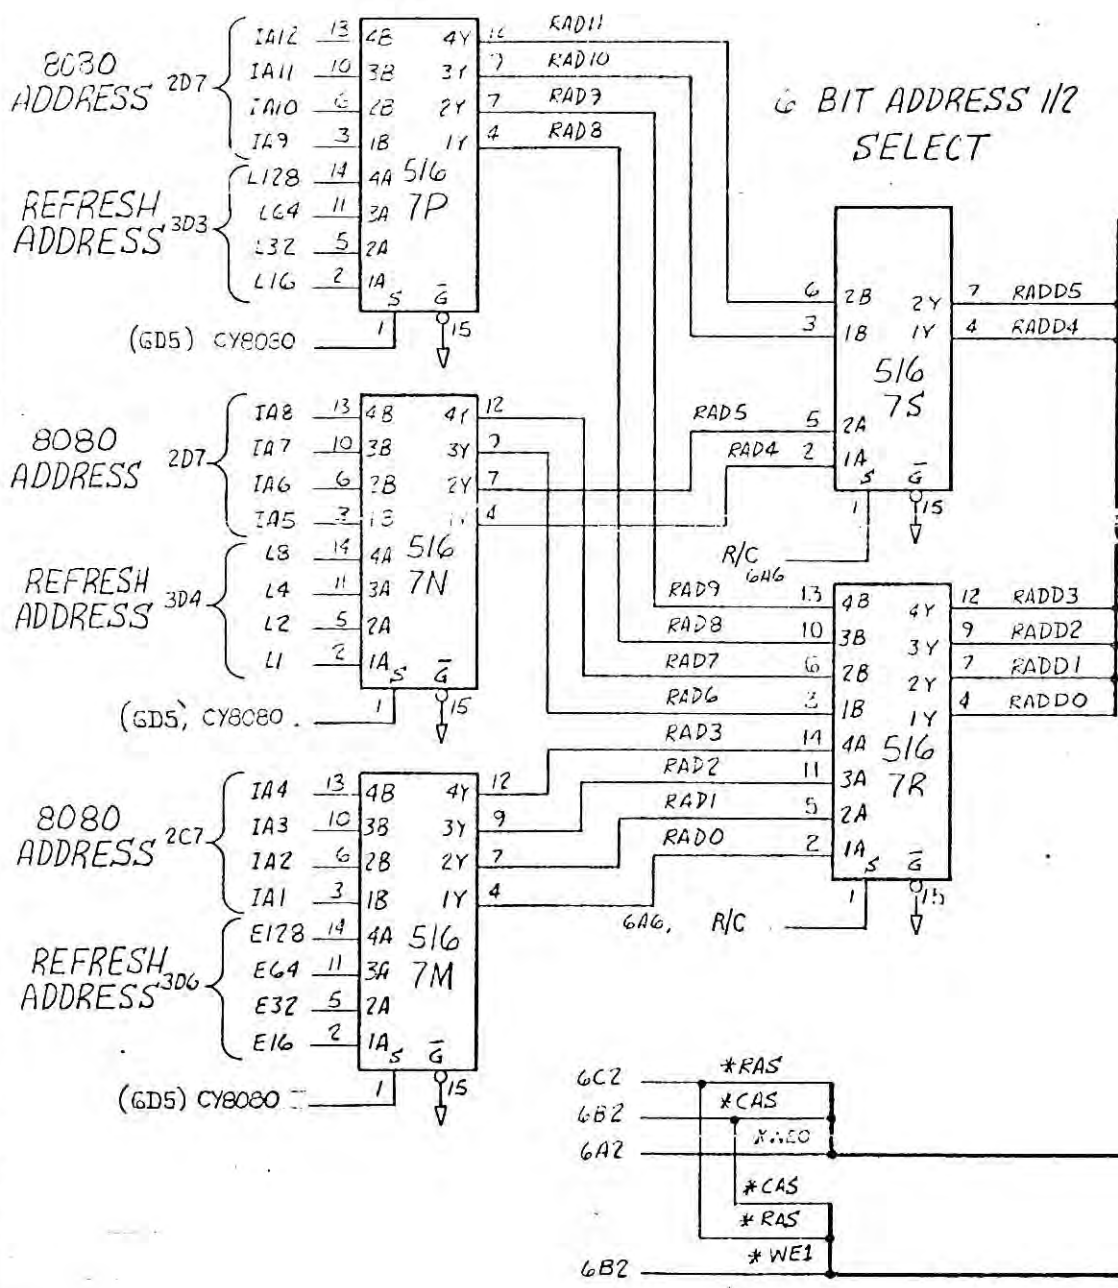 8080 ADDRESS 2D7
IA12 13 4B 4Y RAD11
IA11 10 3B 3Y 9 RAD10
IA10 6 2B 2Y 7 RAD9
IA9 3 1B 1Y 4 RAD8
REFRESH ADDRESS 3D3
L128 14 4A 516
L64 11 3A 7P
L32 5 2A
L16 2 1A
S G
(GD5) CY8080 1 15
6 BIT ADDRESS 1/2
SELECT
6 2B 2Y 7 RADD5
3 1B 1Y 4 RADD4
516
7S
RAD5 5 2A
RAD4 2 1A
S G
1 15
R/C
6A6
8080 ADDRESS 2D7
IA8 13 4B 4Y 12
IA7 10 3B 3Y 9
IA6 6 2B 2Y 7
IA5 3 1B 1Y 4
REFRESH ADDRESS 3D4
L8 14 4A 516
L4 11 3A 7N
L2 5 2A
L1 2 1A
S G
(GD5) CY8080 1 15
RAD9 13 4B 4Y 12 RADD3
RAD8 10 3B 3Y 9 RADD2
RAD7 6 2B 2Y 7 RADD1
RAD6 3 1B 1Y 4 RADD0
RAD3 14 4A 516
RAD2 11 3A 7R
RAD1 5 2A
RAD0 2 1A
S G
1 15
6A6, R/C
8080 ADDRESS 2C7
IA4 13 4B 4Y 12
IA3 10 3B 3Y 9
IA2 6 2B 2Y 7
IA1 3 1B 1Y 4
REFRESH ADDRESS 3D6
E128 14 4A 516
E64 11 3A 7M
E32 5 2A
E16 2 1A
S G
(GD5) CY8080 1 15
6C2 *RAS
6B2 *CAS
6A2
*CAS
*RAS
6B2 *WE1